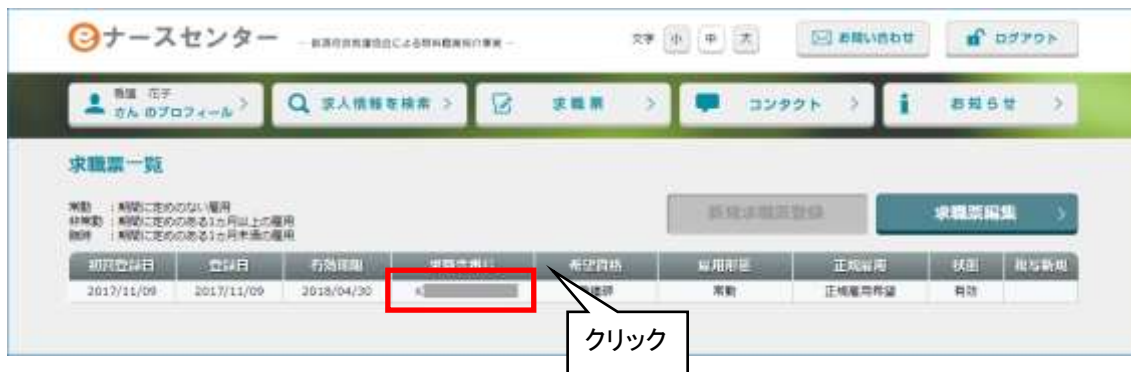 eナースセンター
文字 小 中 大
お問い合わせ
ログアウト
看護 花子
さん のプロフィール
求人情報を検索
求職票
コンタクト
お知らせ
求職票一覧
常勤 : 期間に定めのない雇用
非常勤 : 期間に定めのある1ヵ月以上の雇用
臨時 : 期間に定めのある1ヵ月未満の雇用
新規求職票登録
求職票編集
初回登録日 登録日 有効期限 希望資格 雇用形態 正規雇用 状態 複写新規
2017/11/09 2017/11/09 2018/04/30 常勤 正規雇用希望 有効
クリック